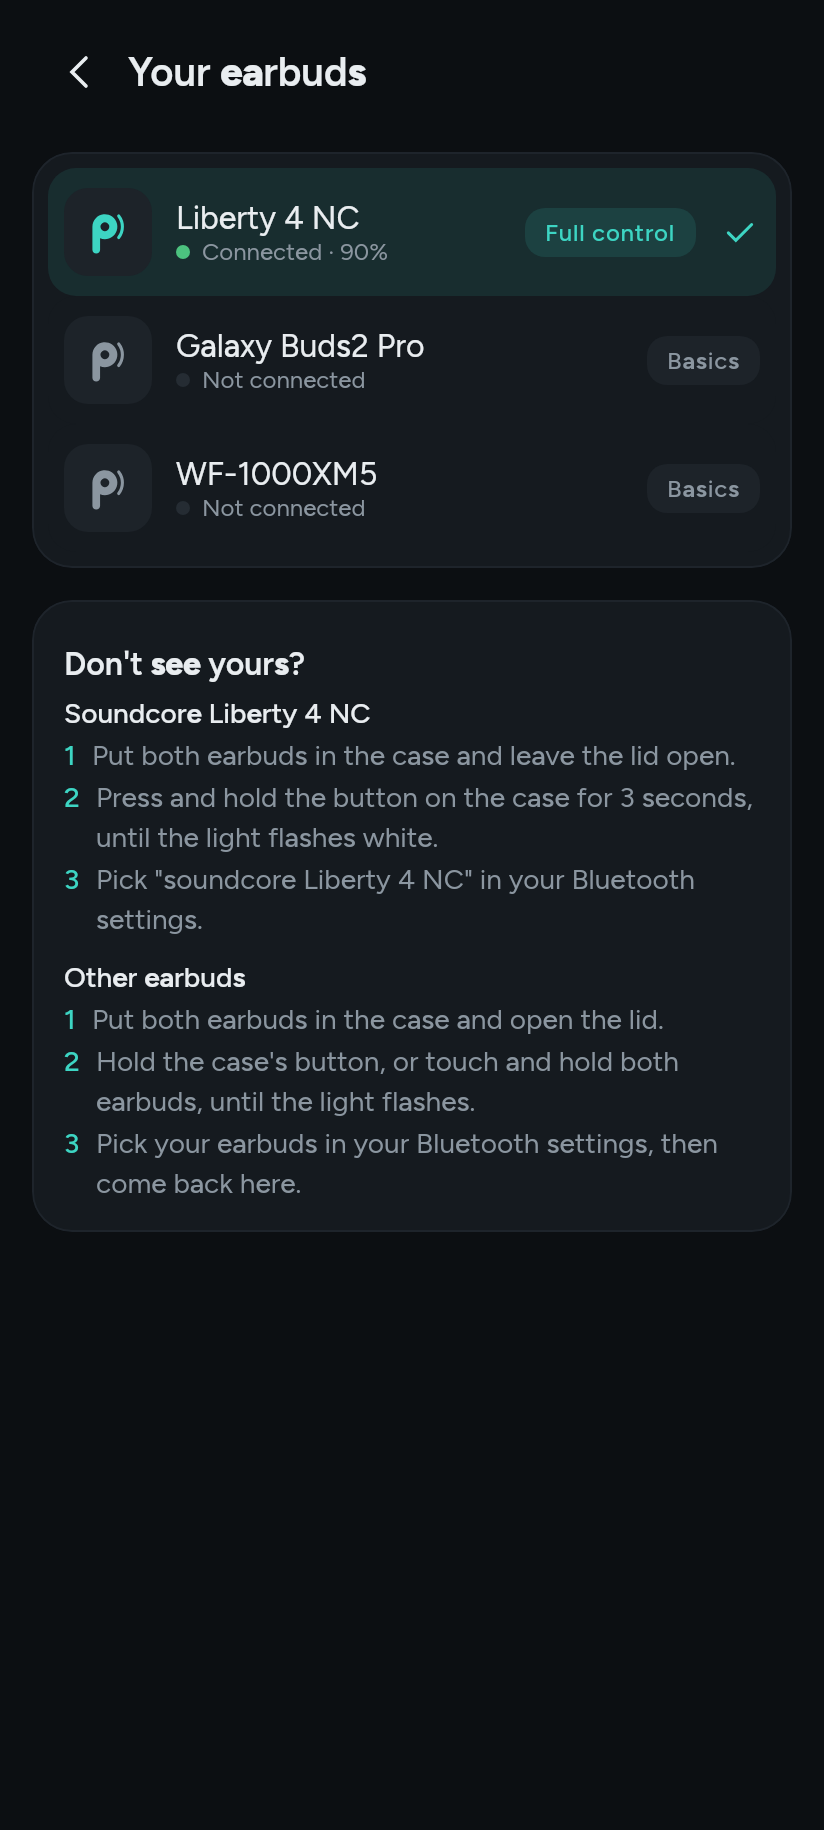 Your earbuds
Liberty 4 NC
Connected · 90%
Full control
Galaxy Buds2 Pro
Not connected
Basics
WF-1000XM5
Not connected
Basics
Don't see yours?
Soundcore Liberty 4 NC
1 Put both earbuds in the case and leave the lid open.
2 Press and hold the button on the case for 3 seconds,
until the light flashes white.
3 Pick "soundcore Liberty 4 NC" in your Bluetooth
settings.
Other earbuds
1 Put both earbuds in the case and open the lid.
2 Hold the case's button, or touch and hold both
earbuds, until the light flashes.
3 Pick your earbuds in your Bluetooth settings, then
come back here.